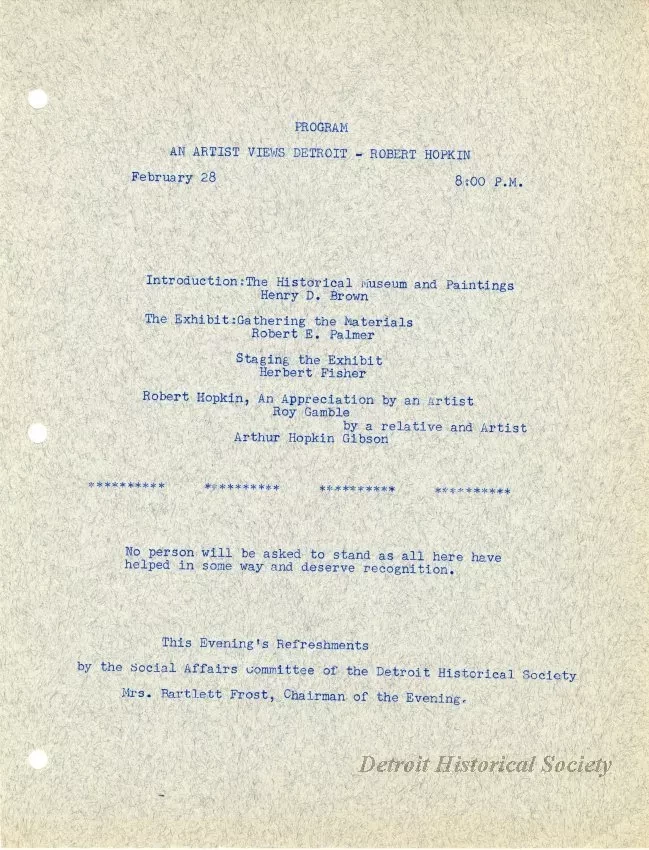 PROGRAM
AN ARTIST VIEWS DETROIT - ROBERT HOPKIN
February 28 8:00 P.M.
Introduction:The Historical Museum and Paintings
Henry D. Brown
The Exhibit:Gathering the Materials
Robert E. Palmer
Staging the Exhibit
Herbert Fisher
Robert Hopkin, An Appreciation by an Artist
Roy Gamble
by a relative and Artist
Arthur Hopkin Gibson
********** ********** ********** **********
No person will be asked to stand as all here have
helped in some way and deserve recognition.
This Evening's Refreshments
by the Social Affairs Committee of the Detroit Historical Society
Mrs. Bartlett Frost, Chairman of the Evening.
Detroit Historical Society